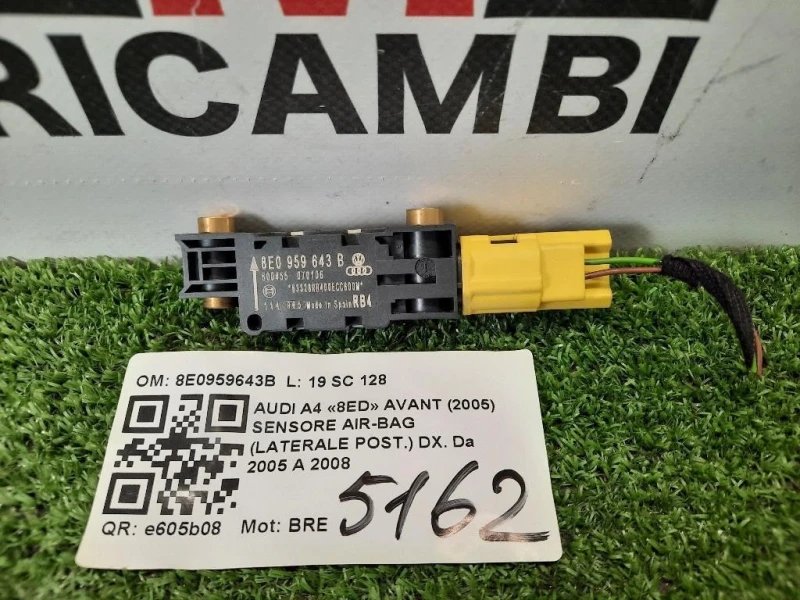 RICAMBI
8E0 959 643 B
Made in Spain RB4
OM: 8E0959643B L: 19 SC 128
AUDI A4 «8ED» AVANT (2005)
SENSORE AIR-BAG
(LATERALE POST.) DX. Da
2005 A 2008
QR: e605b08 Mot: BRE 5162